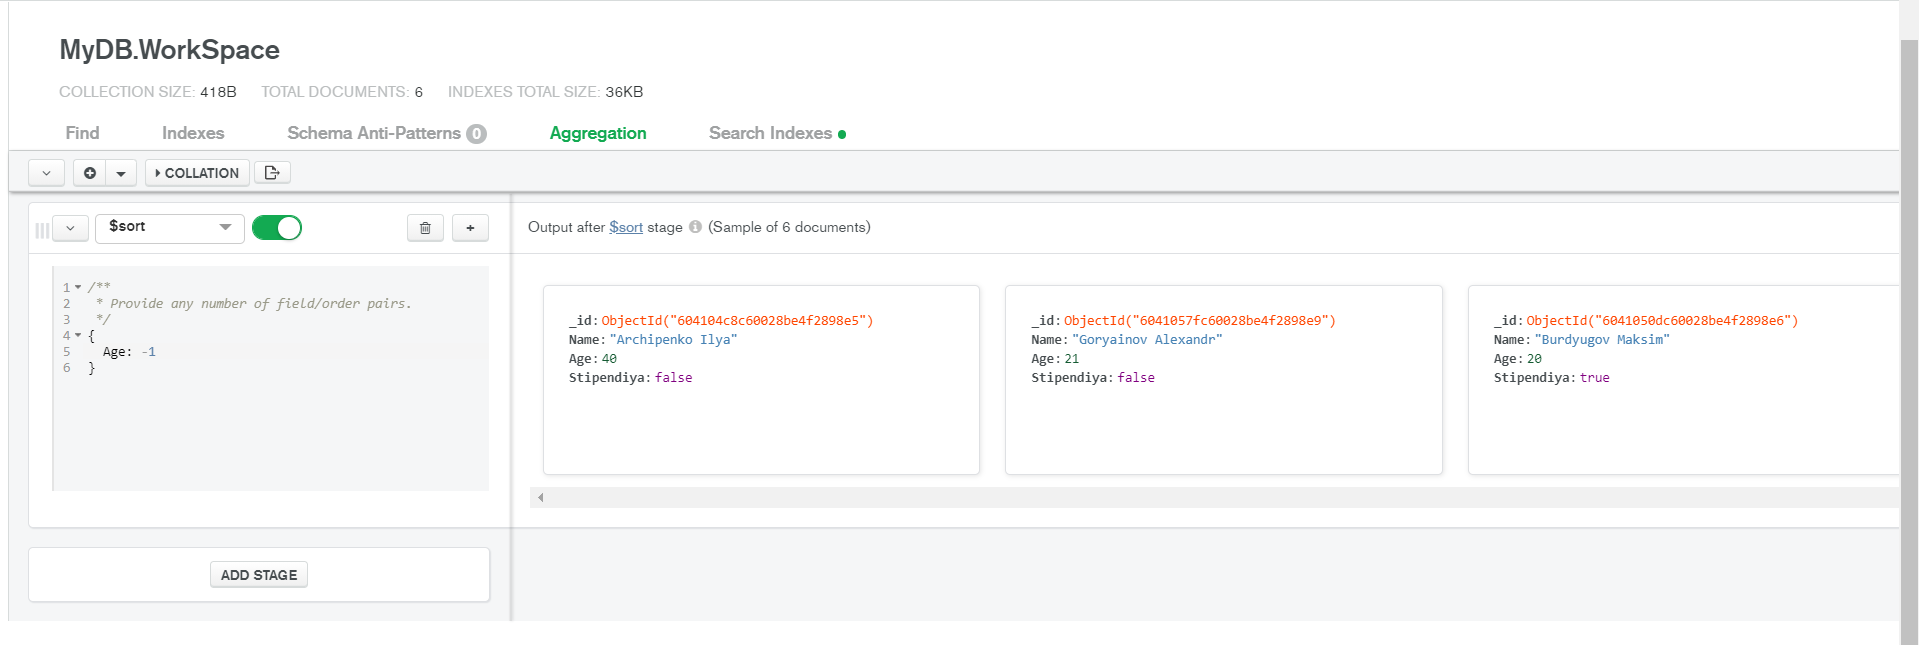 MyDB.WorkSpace
COLLECTION SIZE: 418B TOTAL DOCUMENTS: 6 INDEXES TOTAL SIZE: 36KB
Find Indexes Schema Anti-Patterns 0 Aggregation Search Indexes
COLLATION
$sort
Output after $sort stage (Sample of 6 documents)
1 /**
2 * Provide any number of field/order pairs.
3 */
4 {
5 Age: -1
6 }
_id: ObjectId("604104c8c60028be4f2898e5")
Name: "Archipenko Ilya"
Age: 40
Stipendiya: false
_id: ObjectId("6041057fc60028be4f2898e9")
Name: "Goryainov Alexandr"
Age: 21
Stipendiya: false
_id: ObjectId("6041050dc60028be4f2898e6")
Name: "Burdyugov Maksim"
Age: 20
Stipendiya: true
ADD STAGE